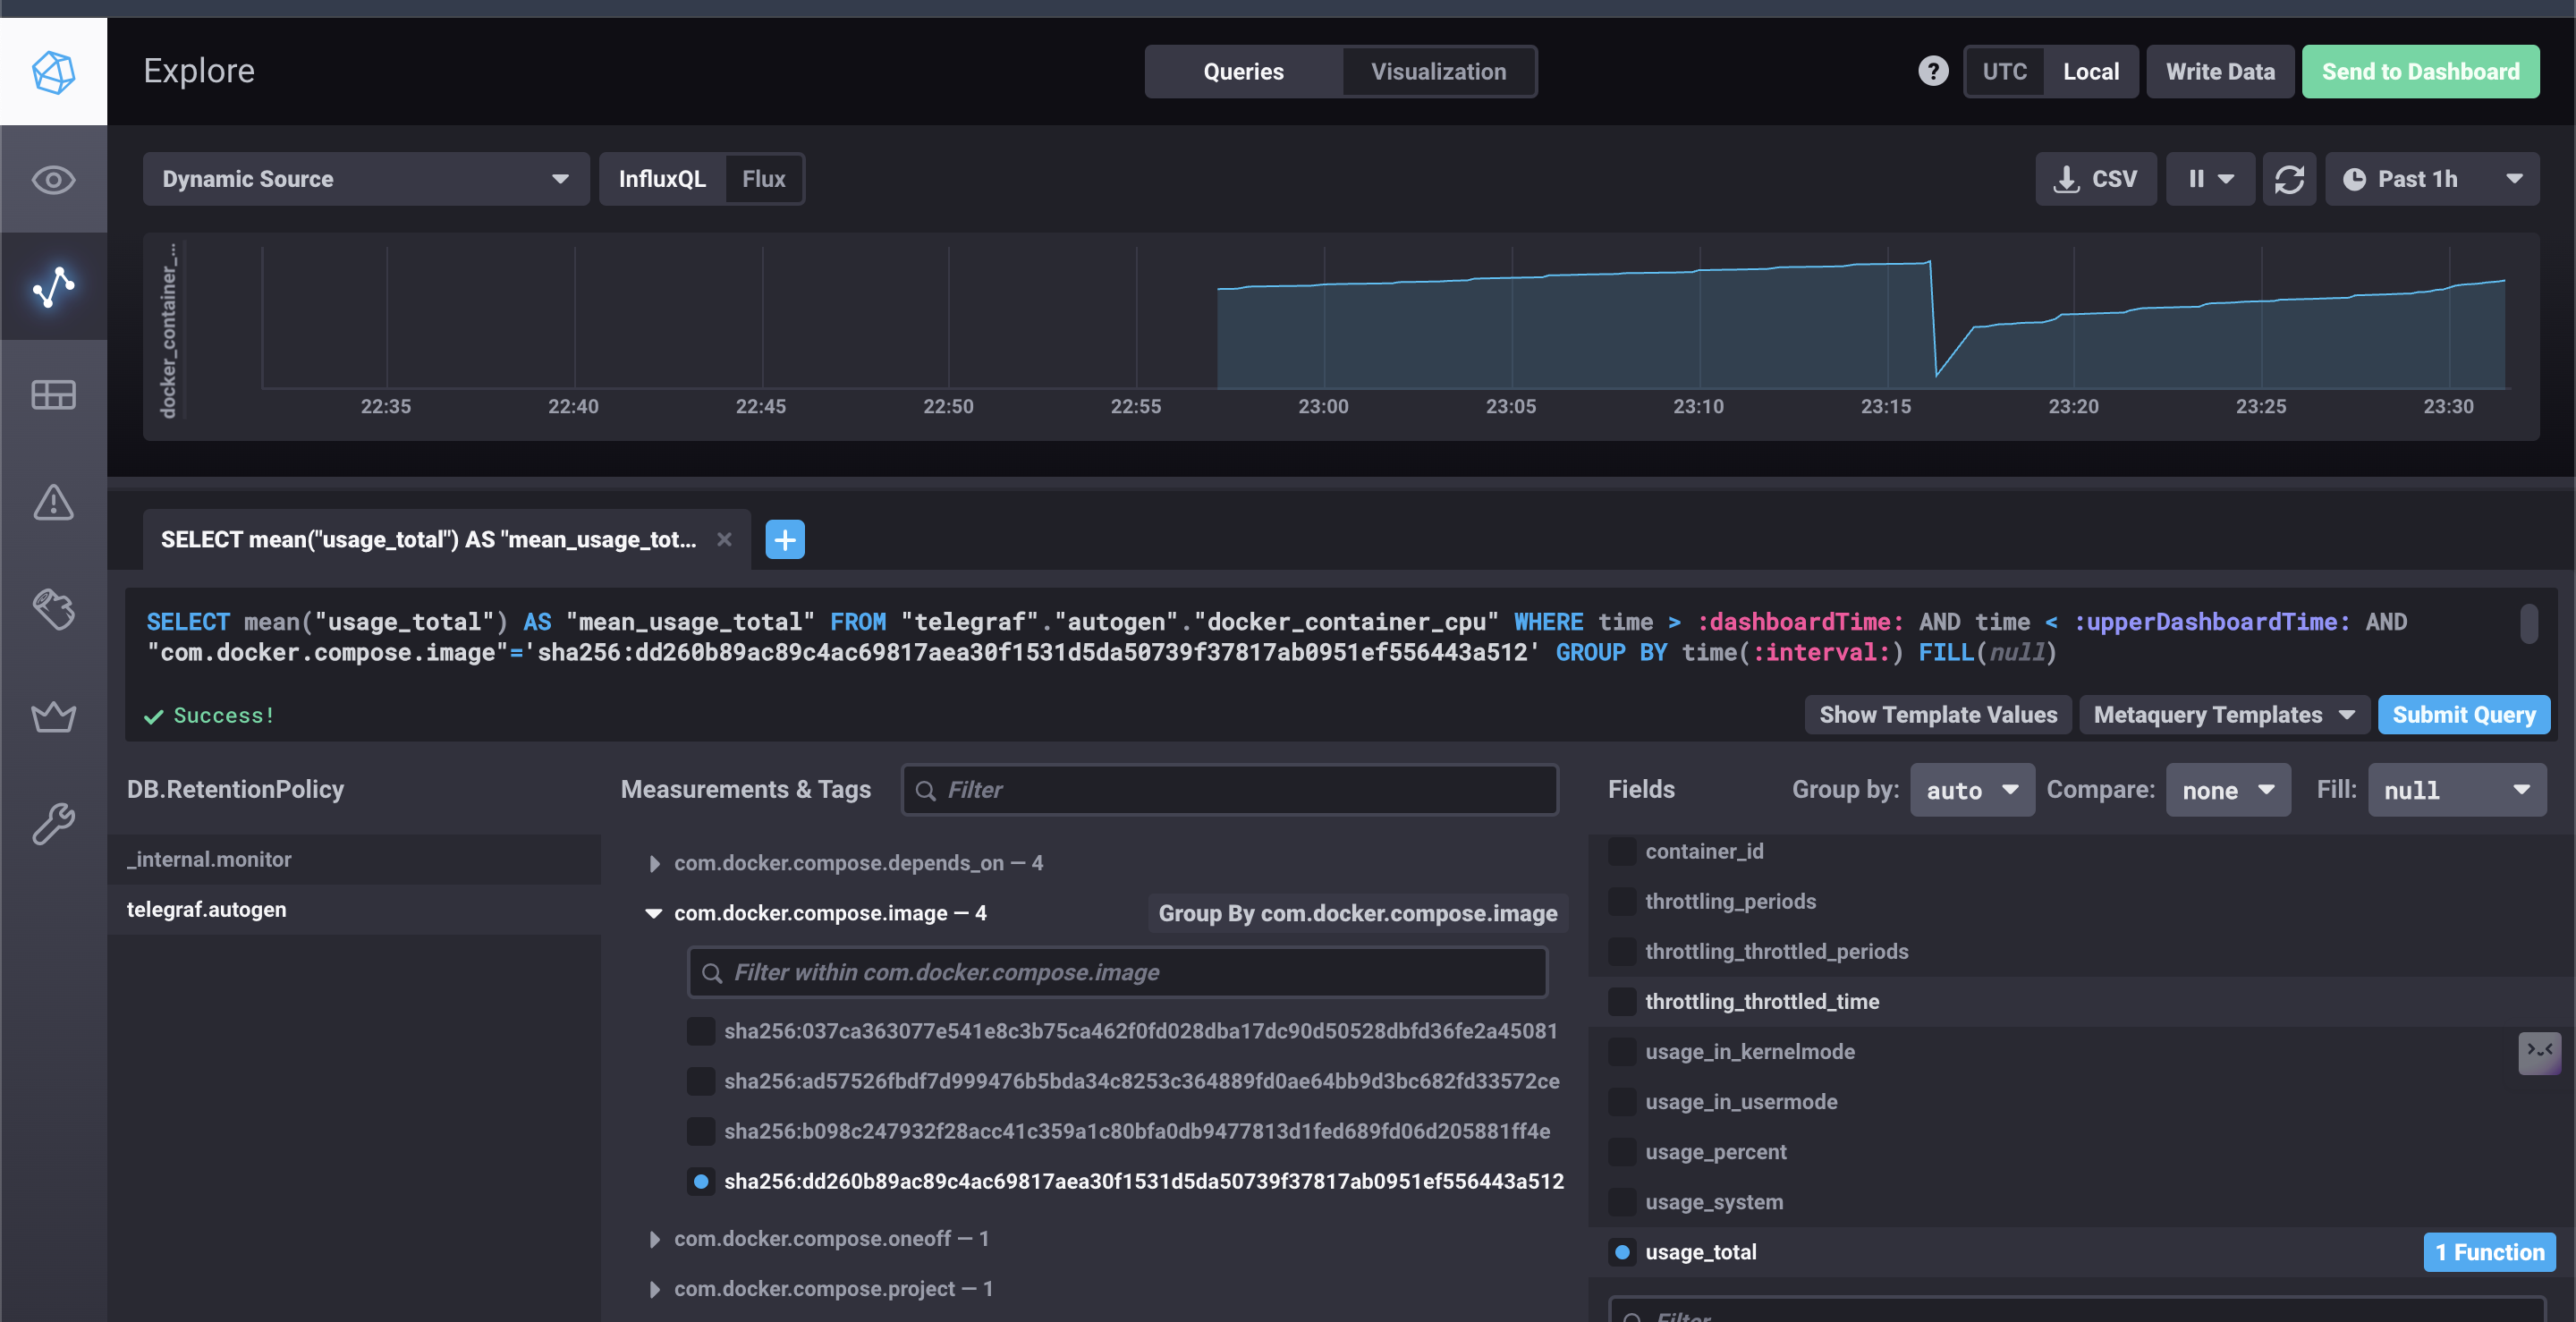 Explore
Queries
Visualization
?
UTC
Local
Write Data
Send to Dashboard
Dynamic Source
InfluxQL
Flux
CSV
Past 1h
docker_container_...
22:35
22:40
22:45
22:50
22:55
23:00
23:05
23:10
23:15
23:20
23:25
23:30
SELECT mean("usage_total") AS "mean_usage_tot...
SELECT mean("usage_total") AS "mean_usage_total" FROM "telegraf"."autogen"."docker_container_cpu" WHERE time > :dashboardTime: AND time < :upperDashboardTime: AND
"com.docker.compose.image"='sha256:dd260b89ac89c4ac69817aea30f1531d5da50739f37817ab0951ef556443a512' GROUP BY time(:interval:) FILL(null)
Success!
Show Template Values
Metaquery Templates
Submit Query
DB.RetentionPolicy
_internal.monitor
telegraf.autogen
Measurements & Tags
Filter
com.docker.compose.depends_on — 4
com.docker.compose.image — 4
Group By com.docker.compose.image
Filter within com.docker.compose.image
sha256:037ca363077e541e8c3b75ca462f0fd028dba17dc90d50528dbfd36fe2a45081
sha256:ad57526fbdf7d999476b5bda34c8253c364889fd0ae64bb9d3bc682fd33572ce
sha256:b098c247932f28acc41c359a1c80bfa0db9477813d1fed689fd06d205881ff4e
sha256:dd260b89ac89c4ac69817aea30f1531d5da50739f37817ab0951ef556443a512
com.docker.compose.oneoff — 1
com.docker.compose.project — 1
Fields
Group by:
auto
Compare:
none
Fill:
null
container_id
throttling_periods
throttling_throttled_periods
throttling_throttled_time
usage_in_kernelmode
usage_in_usermode
usage_percent
usage_system
usage_total
1 Function
Filter